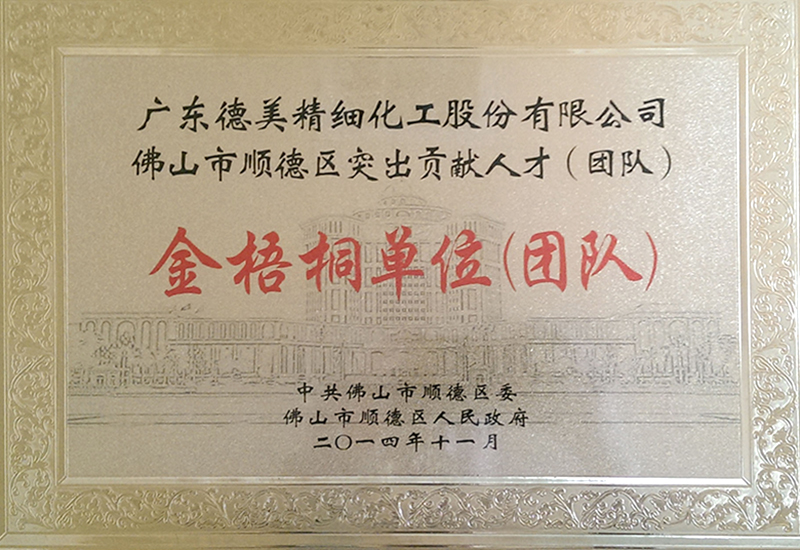 广东德美精细化工股份有限公司
佛山市顺德区突出贡献人才（团队）
金梧桐单位(团队)
中共佛山市顺德区委
佛山市顺德区人民政府
二〇一四年十一月